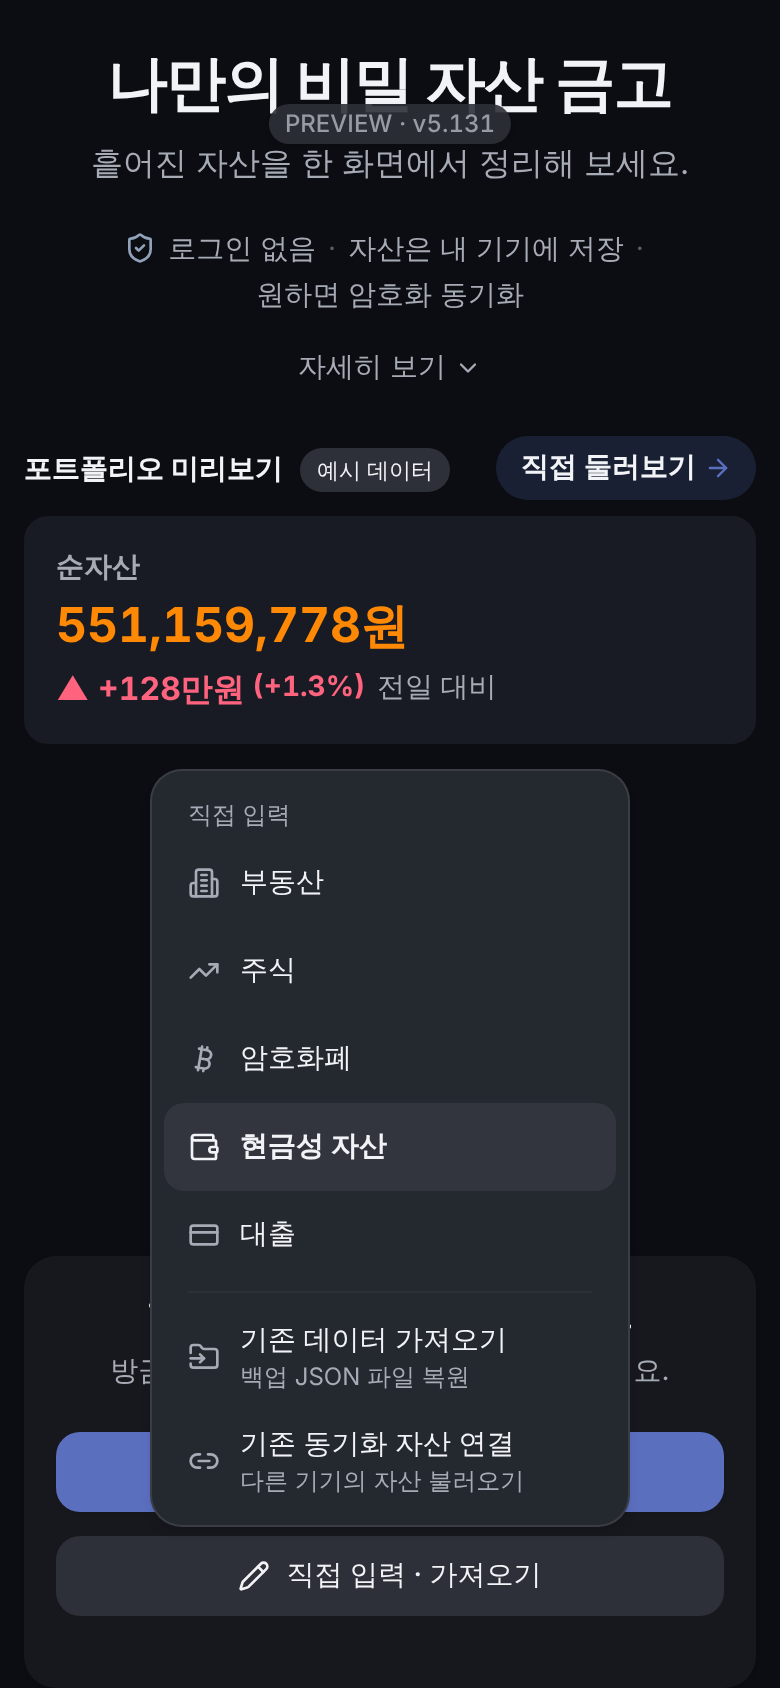 나만의 비밀 자산 금고
PREVIEW · v5.131
흩어진 자산을 한 화면에서 정리해 보세요.
로그인 없음 · 자산은 내 기기에 저장 ·
원하면 암호화 동기화
자세히 보기
포트폴리오 미리보기
예시 데이터
직접 둘러보기
순자산
551,159,778원
▲ +128만원 (+1.3%) 전일 대비
직접 입력
부동산
주식
암호화폐
현금성 자산
대출
기존 데이터 가져오기
백업 JSON 파일 복원
기존 동기화 자산 연결
다른 기기의 자산 불러오기
요.
직접 입력 · 가져오기